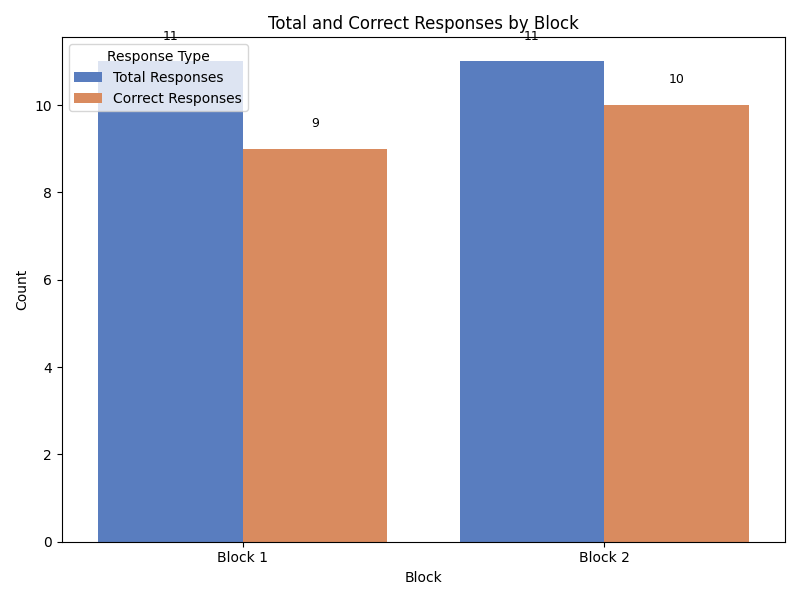 Total and Correct Responses by Block
11
11
Response Type
Total Responses
Correct Responses
10
9
10
8
6
4
2
0
Count
Block 1
Block 2
Block